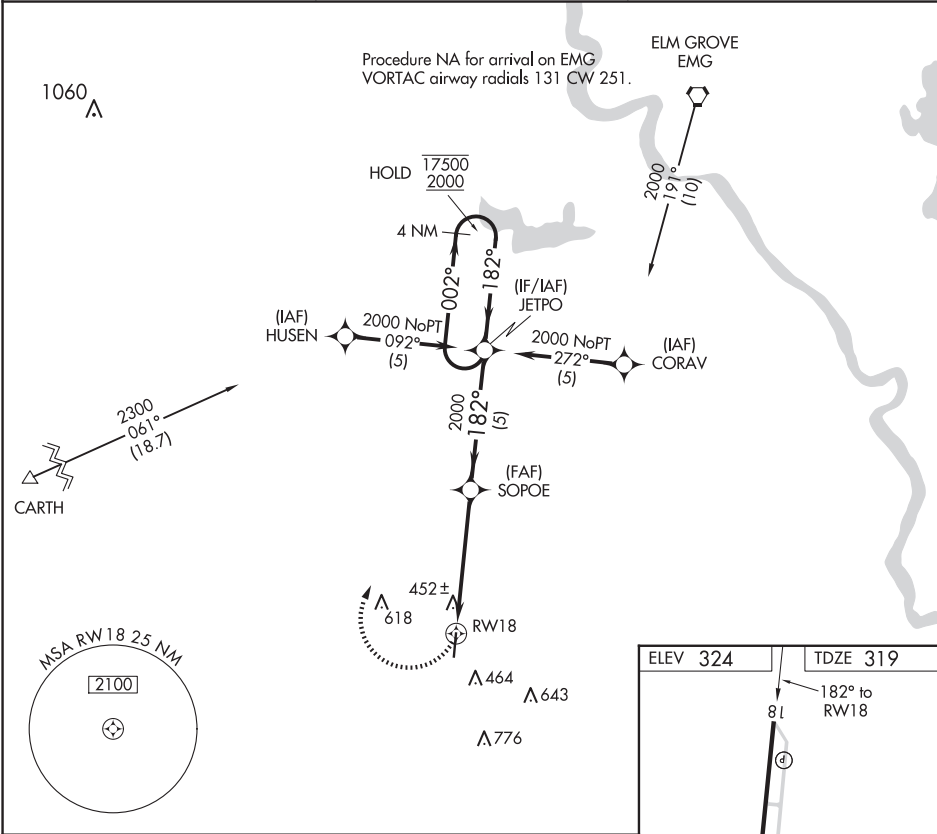 Procedure NA for arrival on EMG
VORTAC airway radials 131 CW 251.
ELM GROVE
EMG
1060
2000
191°
(10)
HOLD
17500
2000
4 NM
002°
182°
(IF/IAF)
JETPO
(IAF)
HUSEN
2000 NoPT
092°
(5)
2000 NoPT
272°
(5)
(IAF)
CORAV
2300
061°
(18.7)
CARTH
2000
182°
(5)
(FAF)
SOPOE
452±
618
RW18
464
643
776
MSA RW18 25 NM
2100
ELEV 324
TDZE 319
182° to
RW18
18
P